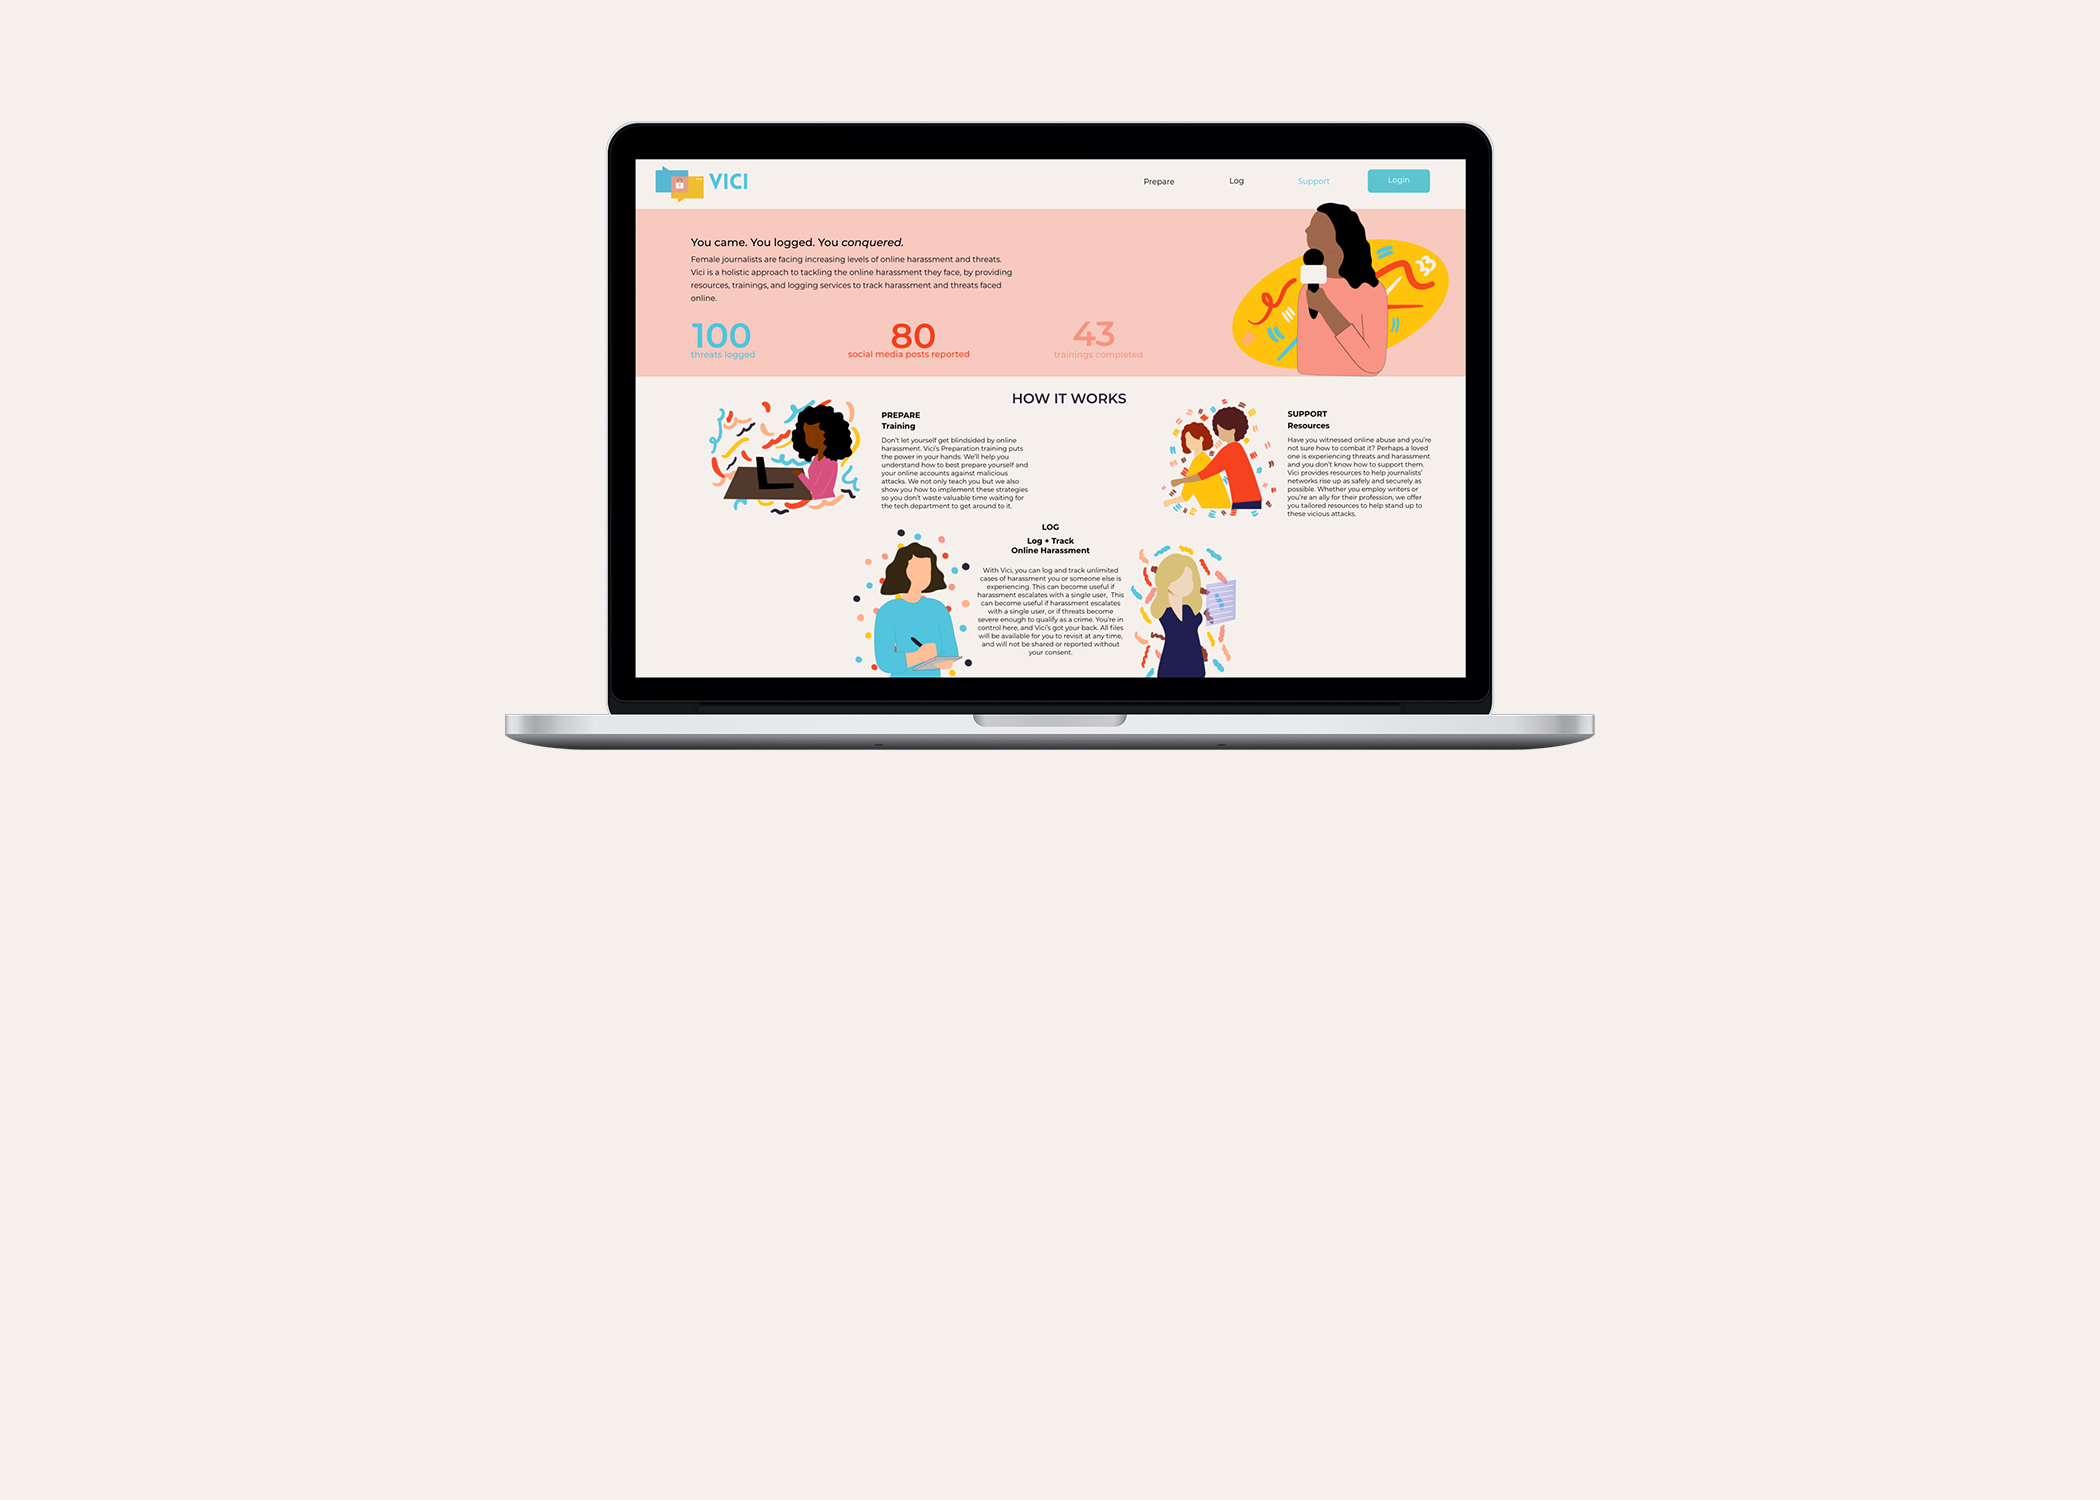 VICI
Prepare
Log
Support
Login
You came. You logged. You conquered.
Female journalists are facing increasing levels of online harassment and threats.
Vici is a holistic approach to tackling the online harassment they face, by providing
resources, trainings, and logging services to track harassment and threats faced
online.
100
threats logged
80
social media posts reported
43
trainings completed
HOW IT WORKS
PREPARE
Training
Don't let yourself get blindsided by online
harassment. Vici's Preparation training puts
the power in your hands. We'll help you
understand how to best prepare yourself and
your online accounts against malicious
attacks. We not only teach you but we also
show you how to implement these strategies
so you don't waste valuable time waiting for
the tech department to get around to it.
SUPPORT
Resources
Have you witnessed online abuse and you're
not sure how to combat it? Perhaps a loved
one is experiencing threats and harassment
and you don't know how to support them.
Vici provides resources to help journalists'
networks rise up as safely and securely as
possible. Whether you employ writers or
you're an ally for their profession, we offer
you tailored resources to help stand up to
these vicious attacks.
LOG
Log + Track
Online Harassment
With Vici, you can log and track unlimited
cases of harassment you or someone else is
experiencing. This can become useful if
harassment escalates with a single user, This
can become useful if harassment escalates
with a single user, or if threats become
severe enough to qualify as a crime. You're in
control here, and Vici's got your back. All files
will be available for you to revisit at any time,
and will not be shared or reported without
your consent.